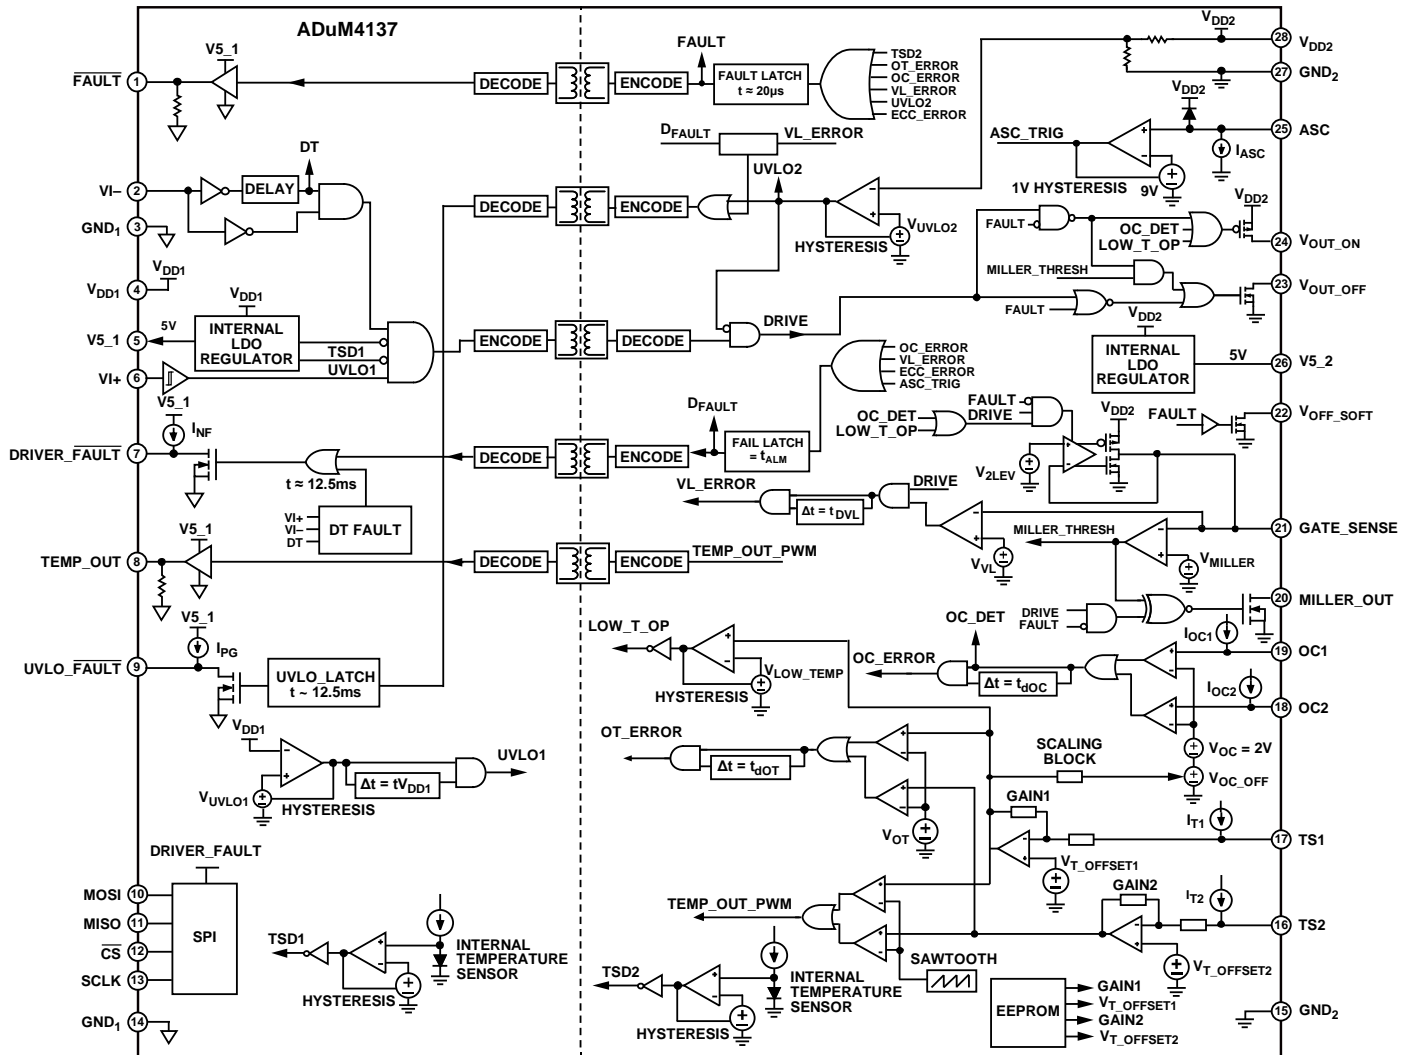 ADuM4137
FAULT
1
V5_1
DECODE
ENCODE
FAULT
FAULT LATCH
t ≈ 20µs
TSD2
OT_ERROR
OC_ERROR
VL_ERROR
UVLO2
ECC_ERROR
VDD2
28
VDD2
27
GND2
DFAULT
VL_ERROR
VDD2
25
ASC
ASC_TRIG
IASC
1V HYSTERESIS
9V
DT
VI−
2
DELAY
DECODE
ENCODE
UVLO2
VUVLO2
HYSTERESIS
GND1
3
FAULT
OC_DET
LOW_T_OP
VDD2
24
VOUT_ON
VDD1
VDD1
4
MILLER_THRESH
23
VOUT_OFF
FAULT
VDD1
V5_1
5
5V
INTERNAL
LDO
REGULATOR
TSD1
UVLO1
ENCODE
DECODE
DRIVE
VDD2
INTERNAL
LDO
REGULATOR
5V
26
V5_2
VI+
6
OC_ERROR
VL_ERROR
ECC_ERROR
ASC_TRIG
V5_1
INF
DRIVER_FAULT
7
t ≈ 12.5ms
DECODE
ENCODE
DFAULT
FAIL LATCH
= tALM
OC_DET
LOW_T_OP
FAULT
DRIVE
VDD2
V2LEV
FAULT
22
VOFF_SOFT
VI+
VI−
DT
DT FAULT
VL_ERROR
Δt = tDVL
DRIVE
VVL
MILLER_THRESH
VMILLER
21
GATE_SENSE
V5_1
TEMP_OUT
8
DECODE
ENCODE
TEMP_OUT_PWM
DRIVE
FAULT
20
MILLER_OUT
V5_1
IPG
UVLO_FAULT
9
UVLO_LATCH
t ~ 12.5ms
LOW_T_OP
VLOW_TEMP
HYSTERESIS
OC_DET
OC_ERROR
Δt = tdOC
IOC1
19
OC1
IOC2
18
OC2
VOC = 2V
VOC_OFF
SCALING
BLOCK
VDD1
VUVLO1
HYSTERESIS
Δt = tVDD1
UVLO1
OT_ERROR
Δt = tdOT
VOT
GAIN1
IT1
17
TS1
VT_OFFSET1
DRIVER_FAULT
MOSI
10
MISO
11
CS
12
SCLK
13
SPI
GND1
14
TSD1
HYSTERESIS
INTERNAL
TEMPERATURE
SENSOR
TEMP_OUT_PWM
GAIN2
IT2
16
TS2
VT_OFFSET2
SAWTOOTH
TSD2
HYSTERESIS
INTERNAL
TEMPERATURE
SENSOR
EEPROM
GAIN1
VT_OFFSET1
GAIN2
VT_OFFSET2
15
GND2